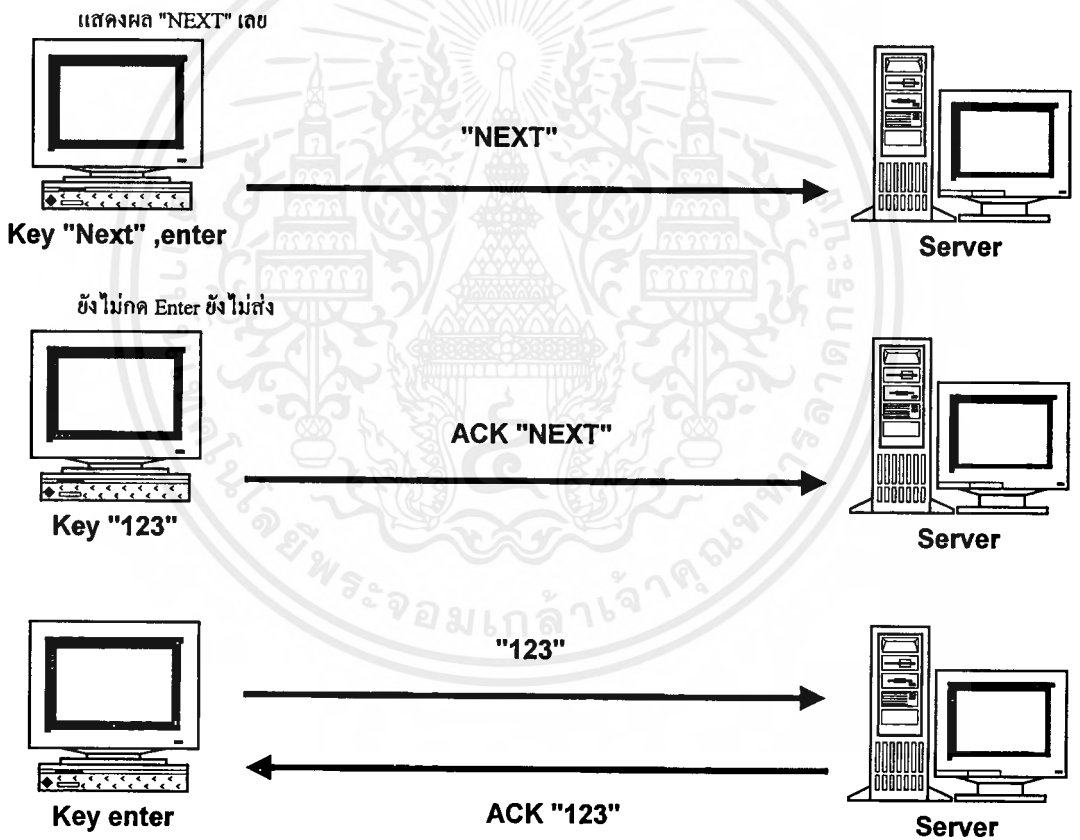 แสดงผล "NEXT" เลย
"NEXT"
Key "Next" ,enter
Server
ยังไม่กด Enter ยังไม่ส่ง
ACK "NEXT"
Key "123"
Server
"123"
Key enter
ACK "123"
Server